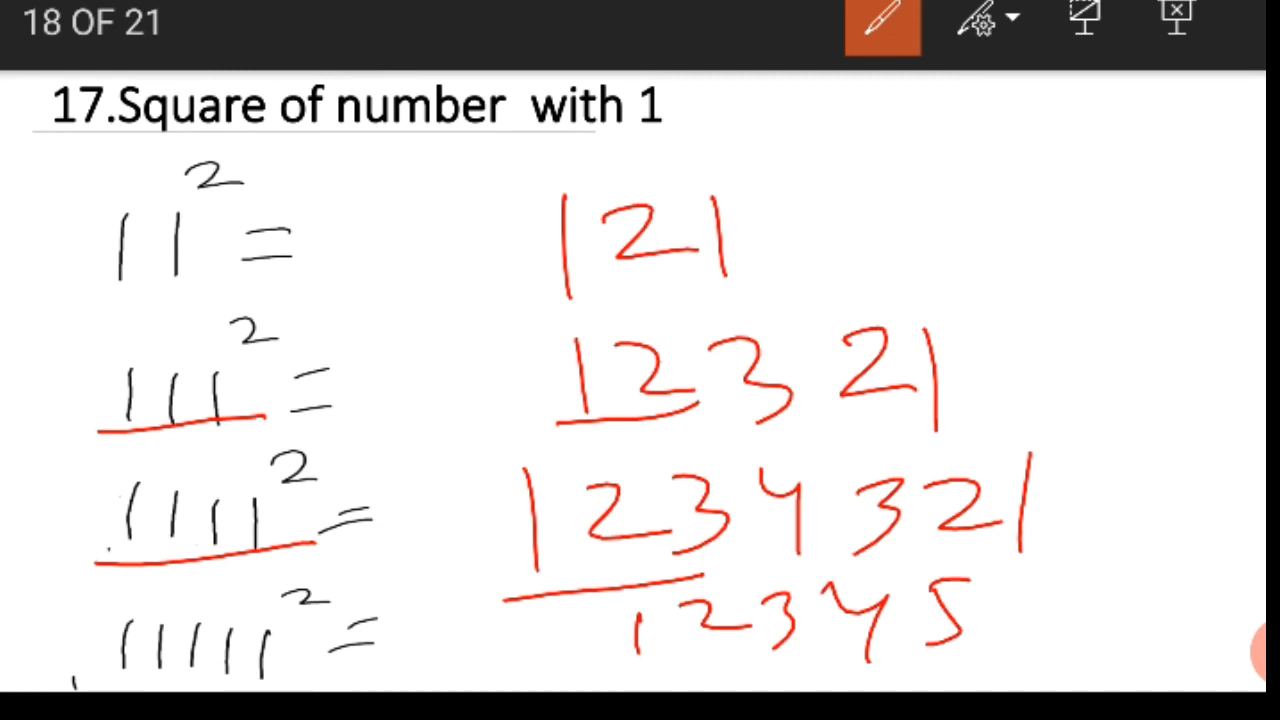 18 OF 21
17.Square of number with 1
11² = 121
111² = 12321
1111² = 1234321
11111² = 12345